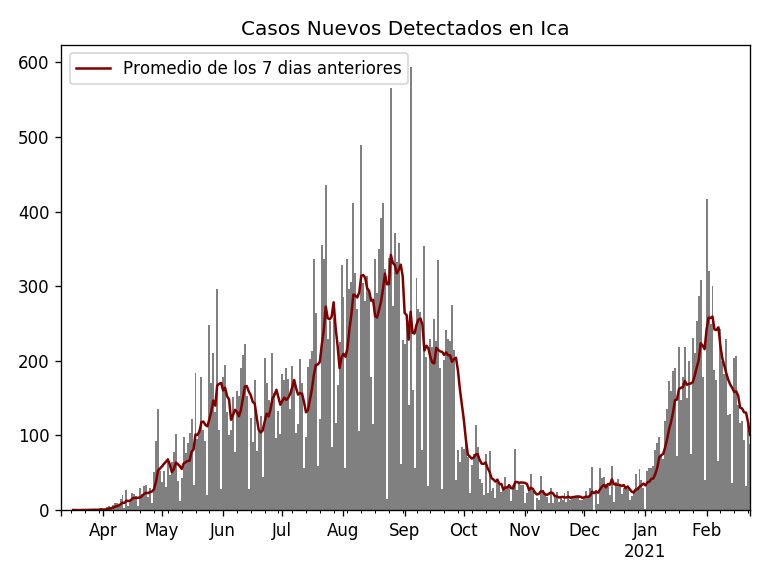 Casos Nuevos Detectados en Ica
Promedio de los 7 dias anteriores
600
500
400
300
200
100
0
Apr May Jun Jul Aug Sep Oct Nov Dec Jan Feb
2021